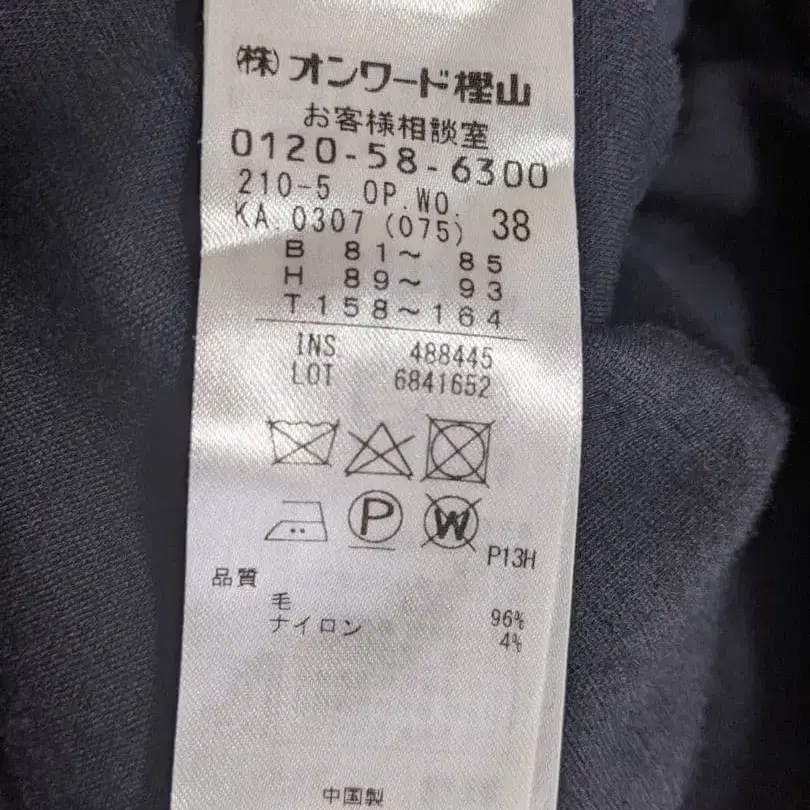 ㈱オンワード樫山
お客様相談室
0120-58-6300
210-5 OP.WO.
KA.0307 (075) 38
B 81～ 85
H 89～ 93
T158～164
INS. 488445
LOT 6841652
P W
P13H
品質
毛 96%
ナイロン 4%
中国製